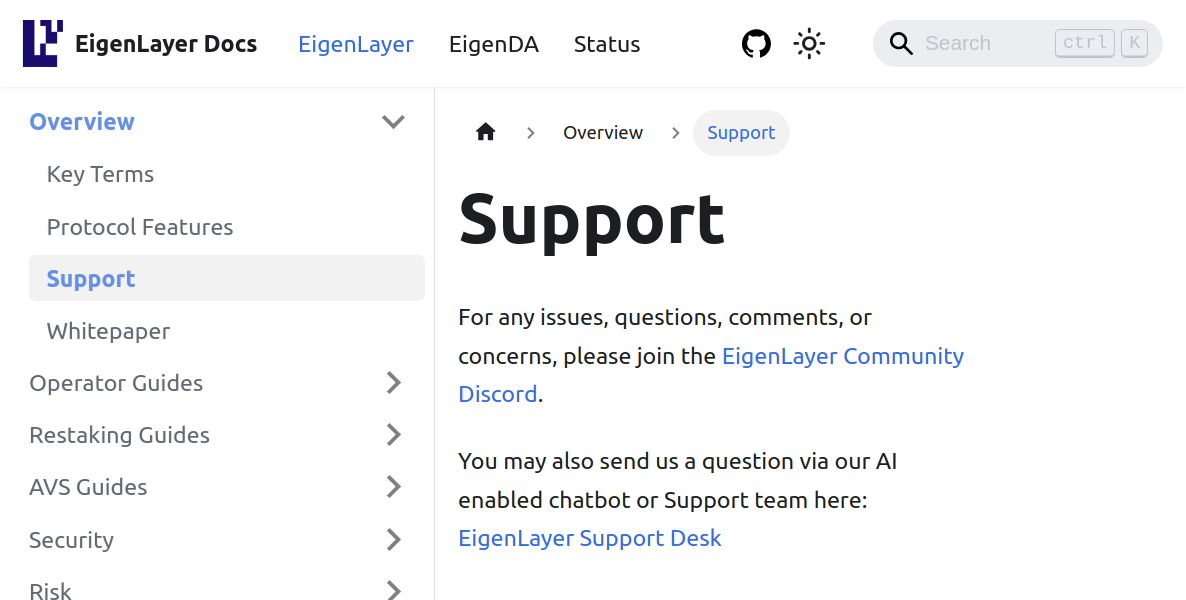 EigenLayer Docs EigenLayer EigenDA Status Search ctrl K
Overview
Key Terms
Protocol Features
Support
Whitepaper
Operator Guides
Restaking Guides
AVS Guides
Security
Risk
Overview Support
Support
For any issues, questions, comments, or
concerns, please join the EigenLayer Community
Discord.
You may also send us a question via our AI
enabled chatbot or Support team here:
EigenLayer Support Desk